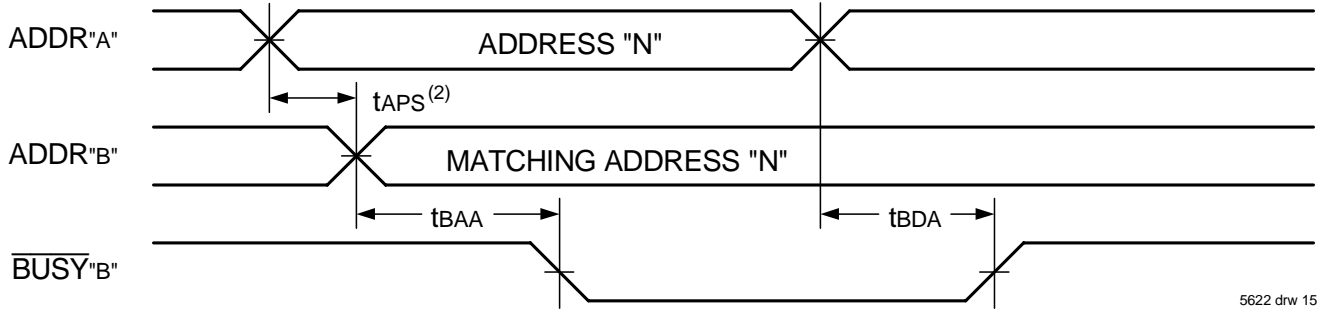 ADDR"A"
ADDRESS "N"
tAPS(2)
ADDR"B"
MATCHING ADDRESS "N"
tBAA
tBDA
BUSY"B"
5622 drw 15